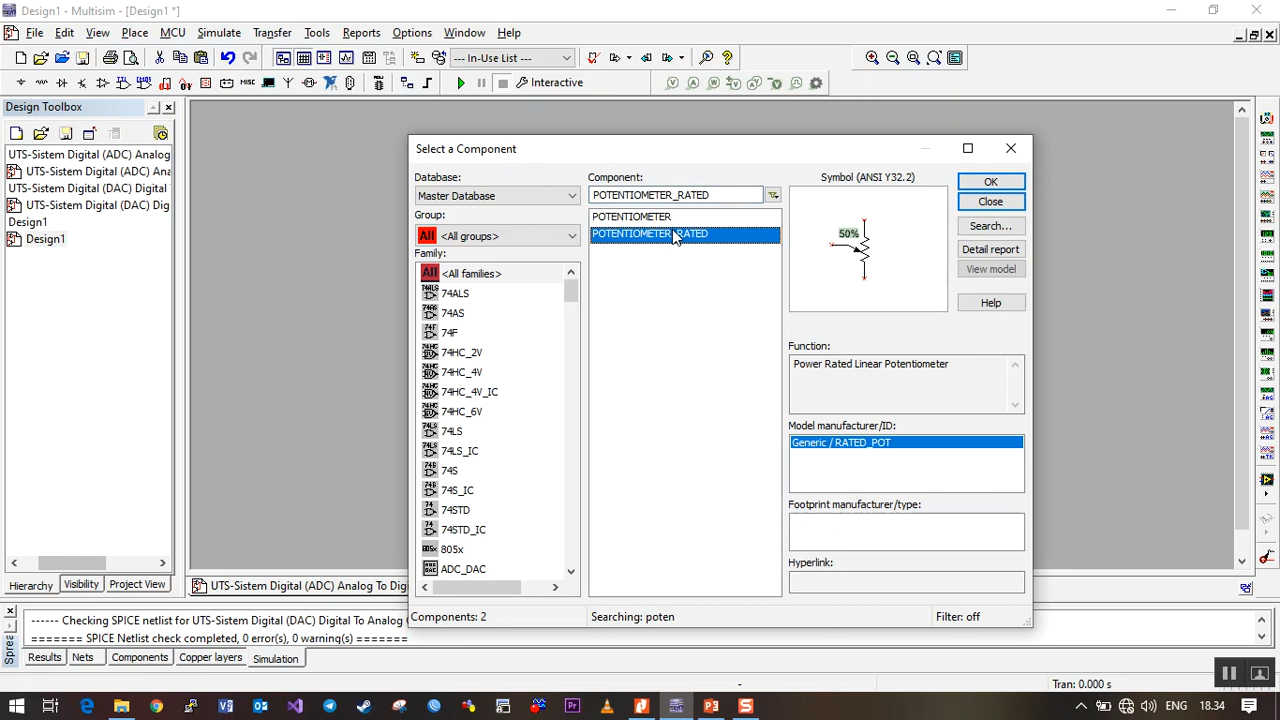 Design1 - Multisim - [Design1 *]
File Edit View Place MCU Simulate Transfer Tools Reports Options Window Help
--- In-Use List ---
MISC
Interactive
Design Toolbox
UTS-Sistem Digital (ADC) Analog
UTS-Sistem Digital (ADC) Ana
UTS-Sistem Digital (DAC) Digital
UTS-Sistem Digital (DAC) Dig
Design1
Design1
Hierarchy Visibility Project View
Select a Component
Database:
Master Database
Group:
All <All groups>
Family:
All <All families>
74ALS
74AS
74F
74HC_2V
74HC_4V
74HC_4V_IC
74HC_6V
74LS
74LS_IC
74S
74S_IC
74STD
74STD_IC
805x
ADC_DAC
Component:
POTENTIOMETER_RATED
POTENTIOMETER
POTENTIOMETER_RATED
Symbol (ANSI Y32.2)
50%
OK
Close
Search...
Detail report
View model
Help
Function:
Power Rated Linear Potentiometer
Model manufacturer/ID:
Generic / RATED_POT
Footprint manufacturer/type:
Hyperlink:
Components: 2
Searching: poten
Filter: off
UTS-Sistem Digital (ADC) Analog To Dig
------ Checking SPICE netlist for UTS-Sistem Digital (DAC) Digital To Analog
======= SPICE Netlist check completed, 0 error(s), 0 warning(s) =======
Spre
Results Nets Components Copper layers Simulation
-
Tran: 0.000 s
ENG 18.34